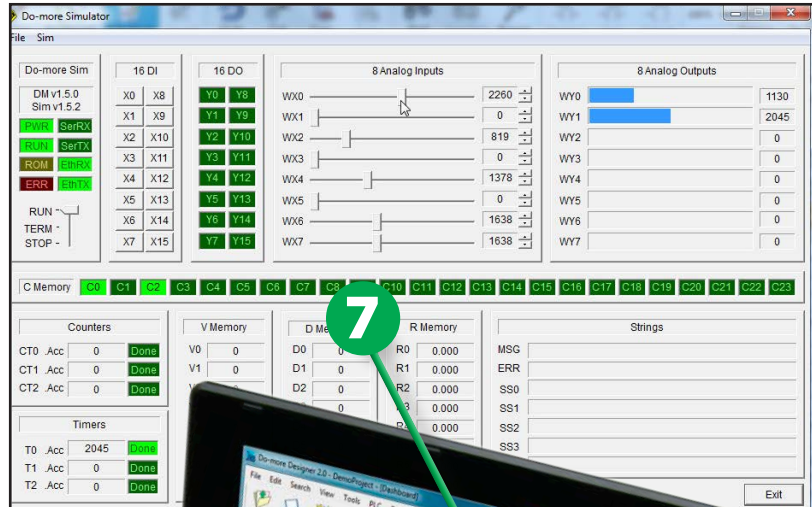 Do-more Simulator
File Sim
Do-more Sim
DM v1.5.0
Sim v1.5.2
PWR SerRX
RUN SerTX
ROM EthRX
ERR EthTX
RUN -
TERM -
STOP -
16 DI
X0 X8
X1 X9
X2 X10
X3 X11
X4 X12
X5 X13
X6 X14
X7 X15
16 DO
Y0 Y8
Y1 Y9
Y2 Y10
Y3 Y11
Y4 Y12
Y5 Y13
Y6 Y14
Y7 Y15
8 Analog Inputs
WX0 2260
WX1 0
WX2 819
WX3 0
WX4 1378
WX5 0
WX6 1638
WX7 1638
8 Analog Outputs
WY0 1130
WY1 2045
WY2 0
WY3 0
WY4 0
WY5 0
WY6 0
WY7 0
C Memory C0 C1 C2 C3 C4 C5 C6 C7 C8 C10 C11 C12 C13 C14 C15 C16 C17 C18 C19 C20 C21 C22 C23
7
Counters
CT0 .Acc 0 Done
CT1 .Acc 0 Done
CT2 .Acc 0 Done
Timers
T0 .Acc 2045 Done
T1 .Acc 0 Done
T2 .Acc 0 Done
V Memory
V0 0
V1 0
D Me
D0 0
D1 0
D2 0
0
R Memory
R0 0.000
R1 0.000
R2 0.000
0.000
0.000
Strings
MSG
ERR
SS0
SS1
SS2
SS3
Exit
Do-more Designer 2.0 - DemoProject - [Dashboard]
File Edit Search View Tools PLC